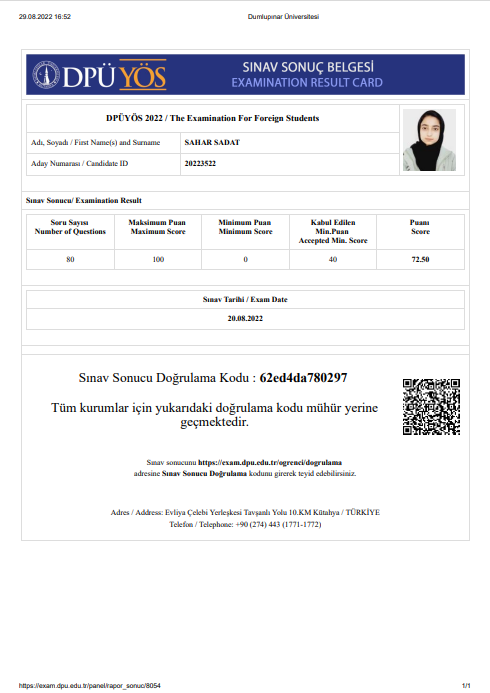 29.08.2022 16:52
Dumlupınar Üniversitesi
DPÜYÖS
SINAV SONUÇ BELGESİ
EXAMINATION RESULT CARD
DPÜYÖS 2022 / The Examination For Foreign Students
Adı, Soyadı / First Name(s) and Surname
SAHAR SADAT
Aday Numarası / Candidate ID
20223522
Sınav Sonucu/ Examination Result
Soru Sayısı
Number of Questions
Maksimum Puan
Maximum Score
Minimum Puan
Minimum Score
Kabul Edilen
Min.Puan
Accepted Min. Score
Puanı
Score
80
100
0
40
72.50
Sınav Tarihi / Exam Date
20.08.2022
Sınav Sonucu Doğrulama Kodu : 62ed4da780297
Tüm kurumlar için yukarıdaki doğrulama kodu mühür yerine
geçmektedir.
Sınav sonucunu https://exam.dpu.edu.tr/ogrenci/dogrulama
adresine Sınav Sonucu Doğrulama kodunu girerek teyid edebilirsiniz.
Adres / Address: Evliya Çelebi Yerleşkesi Tavşanlı Yolu 10.KM Kütahya / TÜRKİYE
Telefon / Telephone: +90 (274) 443 (1771-1772)
https://exam.dpu.edu.tr/panel/rapor_sonuc/8054
1/1